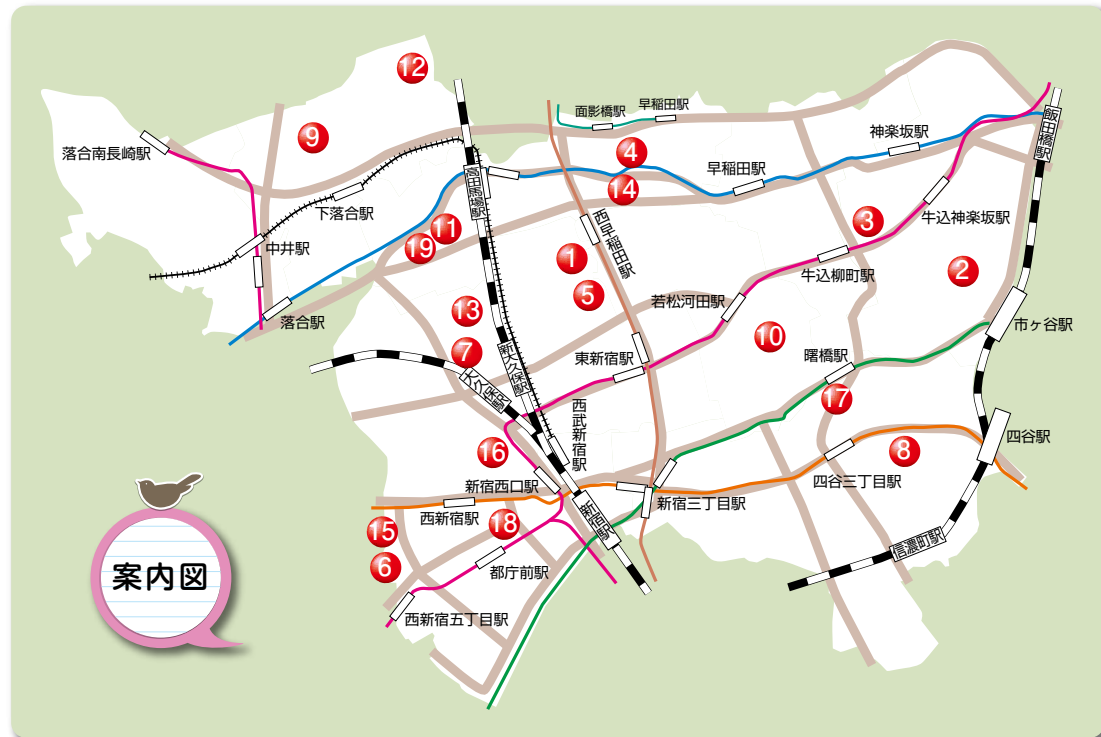 12
面影橋駅
早稲田駅
飯田橋駅
9
落合南長崎駅
4
神楽坂駅
早稲田駅
高田馬場駅
14
下落合駅
西早稲田駅
3
牛込神楽坂駅
11
19
中井駅
1
2
牛込柳町駅
5
若松河田駅
13
落合駅
10
市ヶ谷駅
7
新大久保駅
東新宿駅
曙橋駅
大久保駅
17
西武新宿駅
四谷駅
16
8
新宿西口駅
四谷三丁目駅
新宿三丁目駅
西新宿駅
18
新宿駅
15
信濃町駅
6
都庁前駅
案内図
西新宿五丁目駅